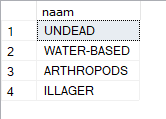 naam
1 UNDEAD
2 WATER-BASED
3 ARTHROPODS
4 ILLAGER